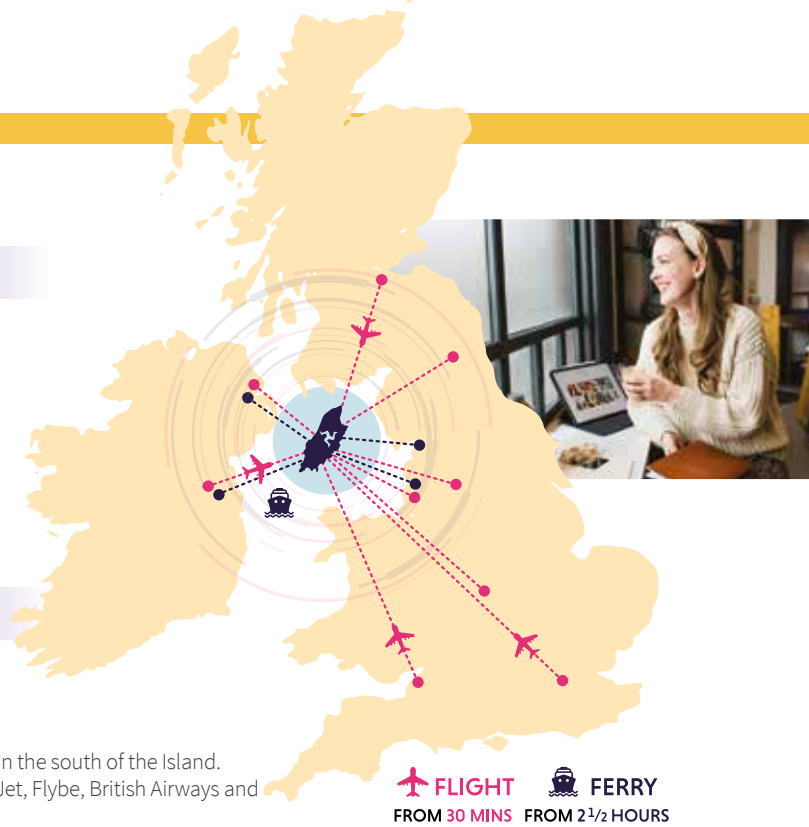 n the south of the Island.
Jet, Flybe, British Airways and
FLIGHT FERRY
FROM 30 MINS FROM 2 1/2 HOURS